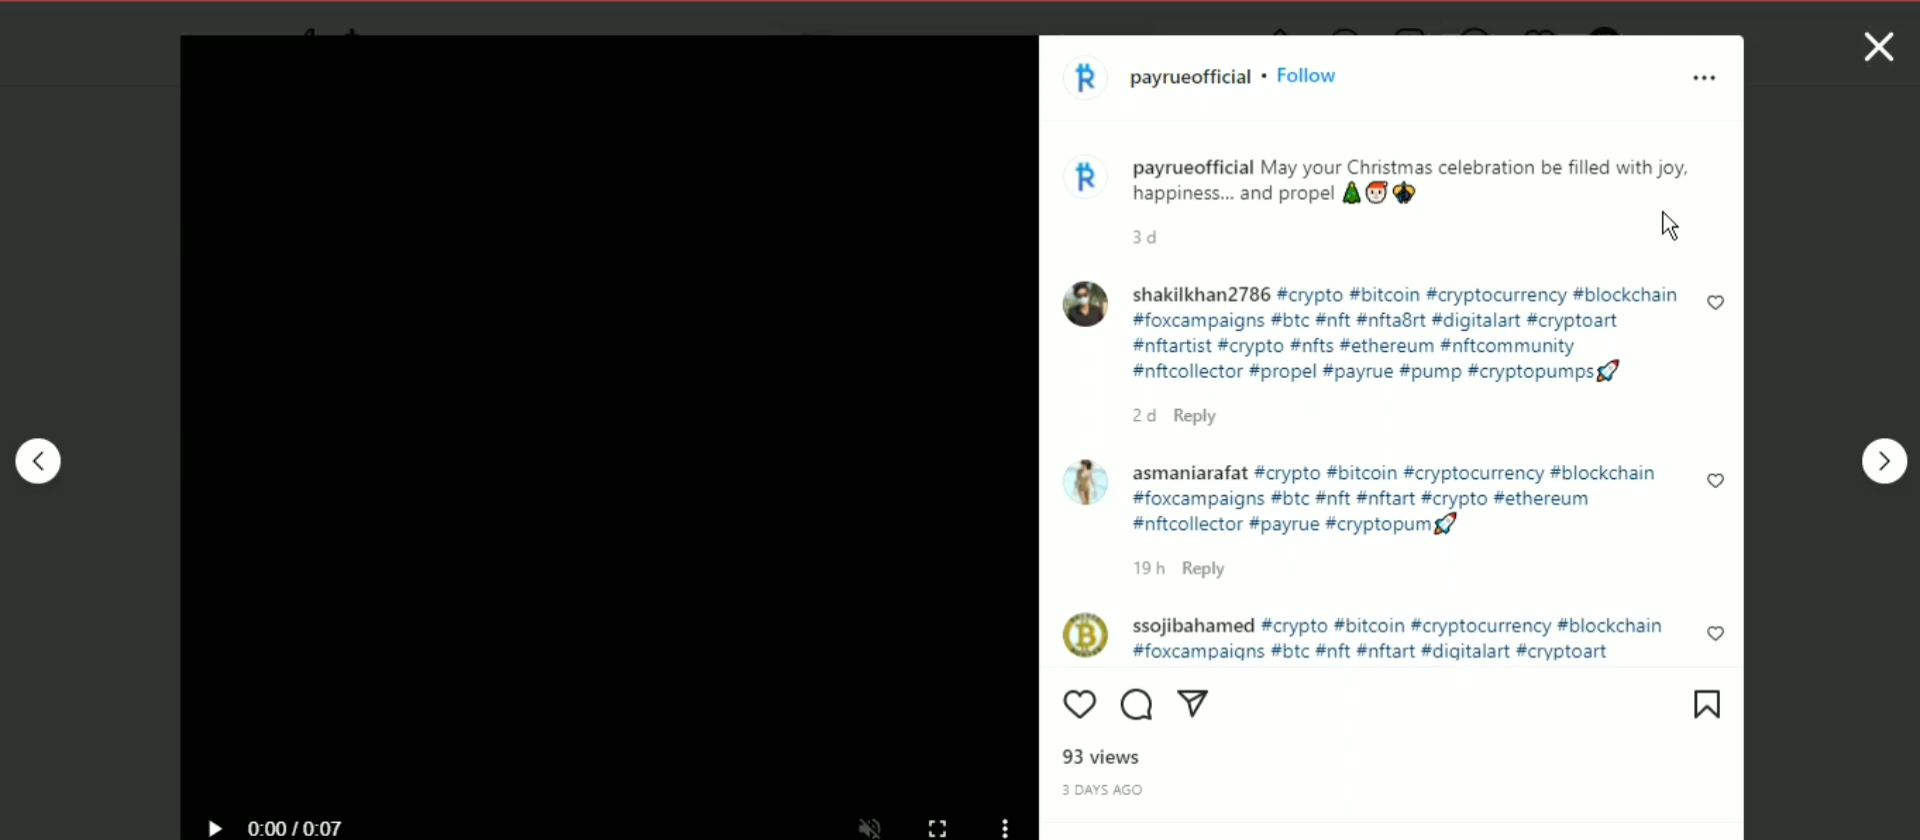 payrueofficial • Follow
payrueofficial May your Christmas celebration be filled with joy,
happiness... and propel 🎄🎅
3 d
shakilkhan2786 #crypto #bitcoin #cryptocurrency #blockchain
#foxcampaigns #btc #nft #nfta8rt #digitalart #cryptoart
#nftartist #crypto #nfts #ethereum #nftcommunity
#nftcollector #propel #payrue #pump #cryptopumps🚀
2 d Reply
asmaniarafat #crypto #bitcoin #cryptocurrency #blockchain
#foxcampaigns #btc #nft #nftart #crypto #ethereum
#nftcollector #payrue #cryptopum🚀
19 h Reply
ssojibahamed #crypto #bitcoin #cryptocurrency #blockchain
#foxcampaigns #btc #nft #nftart #digitalart #cryptoart
93 views
3 DAYS AGO
0:00 / 0:07